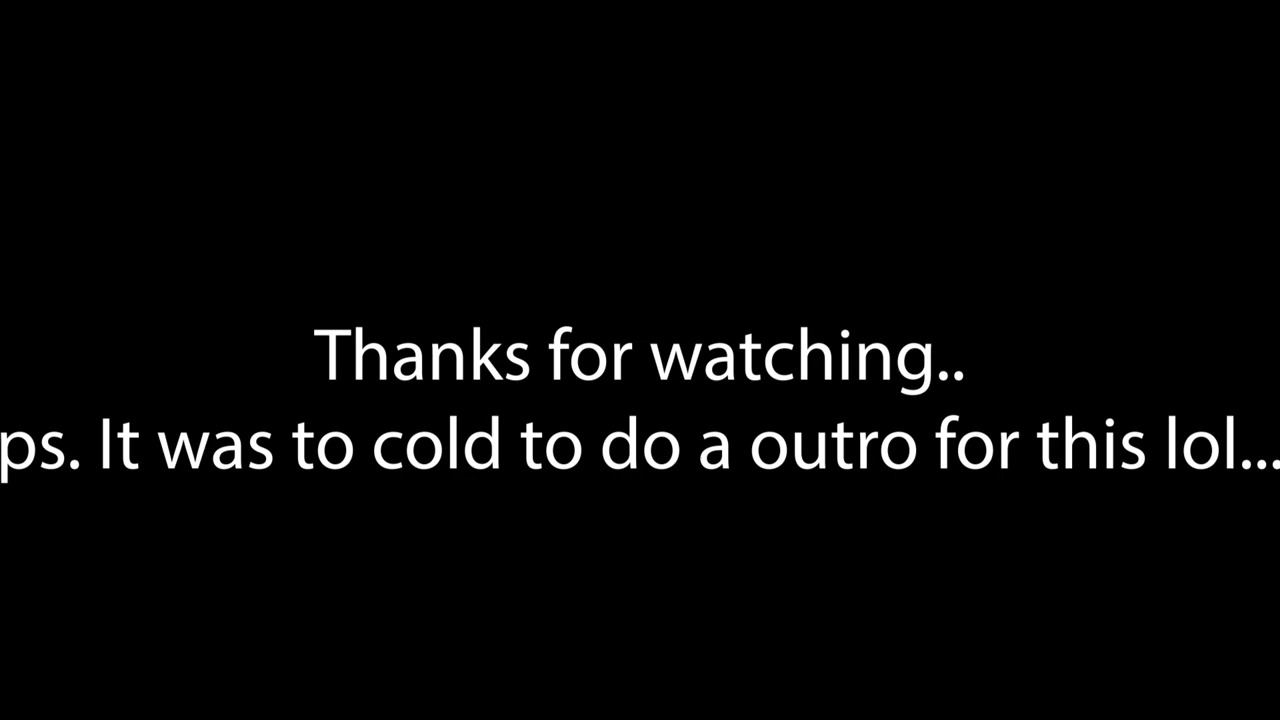 Thanks for watching..
ps. It was to cold to do a outro for this lol...